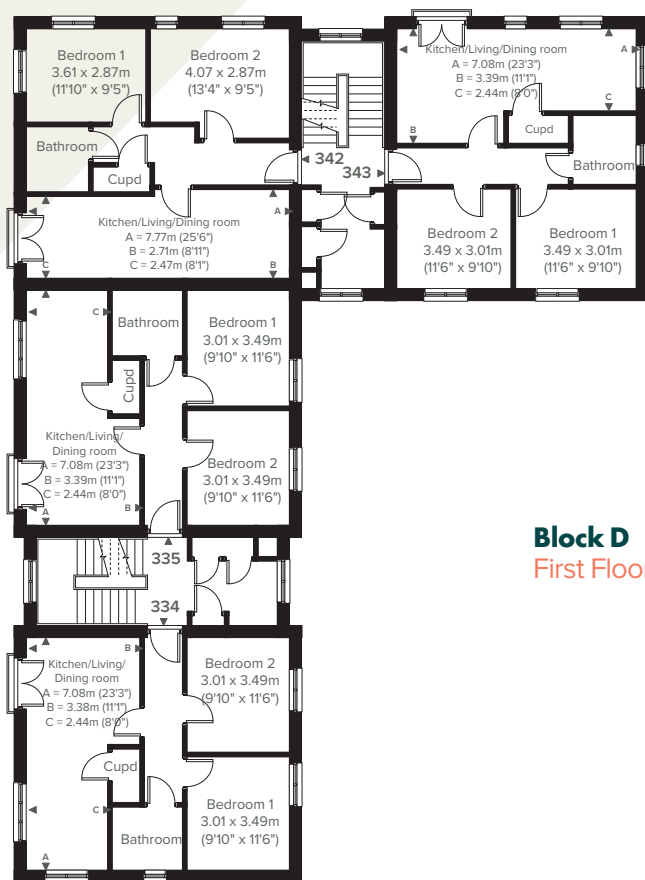 Bedroom 1
3.61 x 2.87m
(11'10" x 9'5")
Bedroom 2
4.07 x 2.87m
(13'4" x 9'5")
Bathroom
Cupd
Kitchen/Living/Dining room
A = 7.77m (25'6")
B = 2.71m (8'11")
C = 2.47m (8'1")
A
B
C
342
343
Kitchen/Living/Dining room
A = 7.08m (23'3")
B = 3.39m (11'1")
C = 2.44m (8'0")
A
B
C
Cupd
Bathroom
Bedroom 2
3.49 x 3.01m
(11'6" x 9'10")
Bedroom 1
3.49 x 3.01m
(11'6" x 9'10")
C
Bathroom
Bedroom 1
3.01 x 3.49m
(9'10" x 11'6")
Cupd
Kitchen/Living/
Dining room
A = 7.08m (23'3")
B = 3.39m (11'1")
C = 2.44m (8'0")
A
B
Bedroom 2
3.01 x 3.49m
(9'10" x 11'6")
335
334
Block D
First Floor
A
B
Kitchen/Living/
Dining room
A = 7.08m (23'3")
B = 3.38m (11'1")
C = 2.44m (8'0")
Bedroom 2
3.01 x 3.49m
(9'10" x 11'6")
Cupd
C
A
Bathroom
Bedroom 1
3.01 x 3.49m
(9'10" x 11'6")